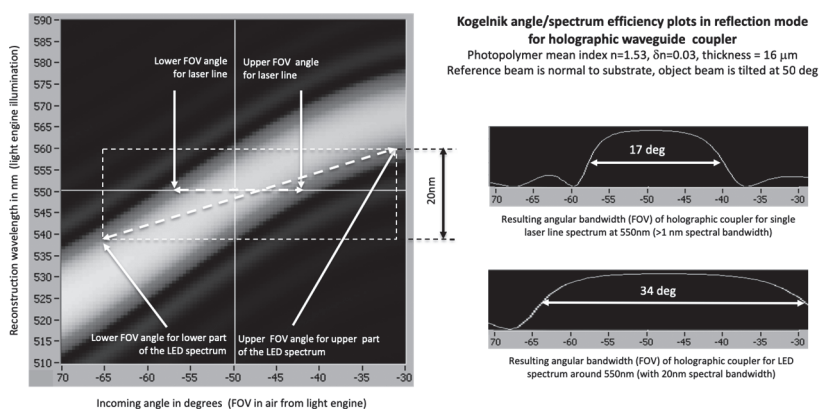 Kogelnik angle/spectrum efficiency plots in reflection mode
for holographic waveguide coupler
Photopolymer mean index n=1.53, δn=0.03, thickness = 16 μm
Reference beam is normal to substrate, object beam is tilted at 50 deg
Reconstruction wavelength in nm (light engine illumination)
590
585
580
575
570
565
560
555
550
545
540
535
530
525
520
515
510
Lower FOV angle
for laser line
Upper FOV angle
for laser line
Lower FOV angle for lower part
of the LED spectrum
Upper FOV angle for upper part
of the LED spectrum
70 -65 -60 -55 -50 -45 -40 -35 -30
Incoming angle in degrees (FOV in air from light engine)
20nm
17 deg
70 -65 -60 -55 -50 -45 -40 -35 -30
Resulting angular bandwidth (FOV) of holographic coupler for single
laser line spectrum at 550nm (>1 nm spectral bandwidth)
34 deg
70 -65 -60 -55 -50 -45 -40 -35 -30
Resulting angular bandwidth (FOV) of holographic coupler for LED
spectrum around 550nm (with 20nm spectral bandwidth)